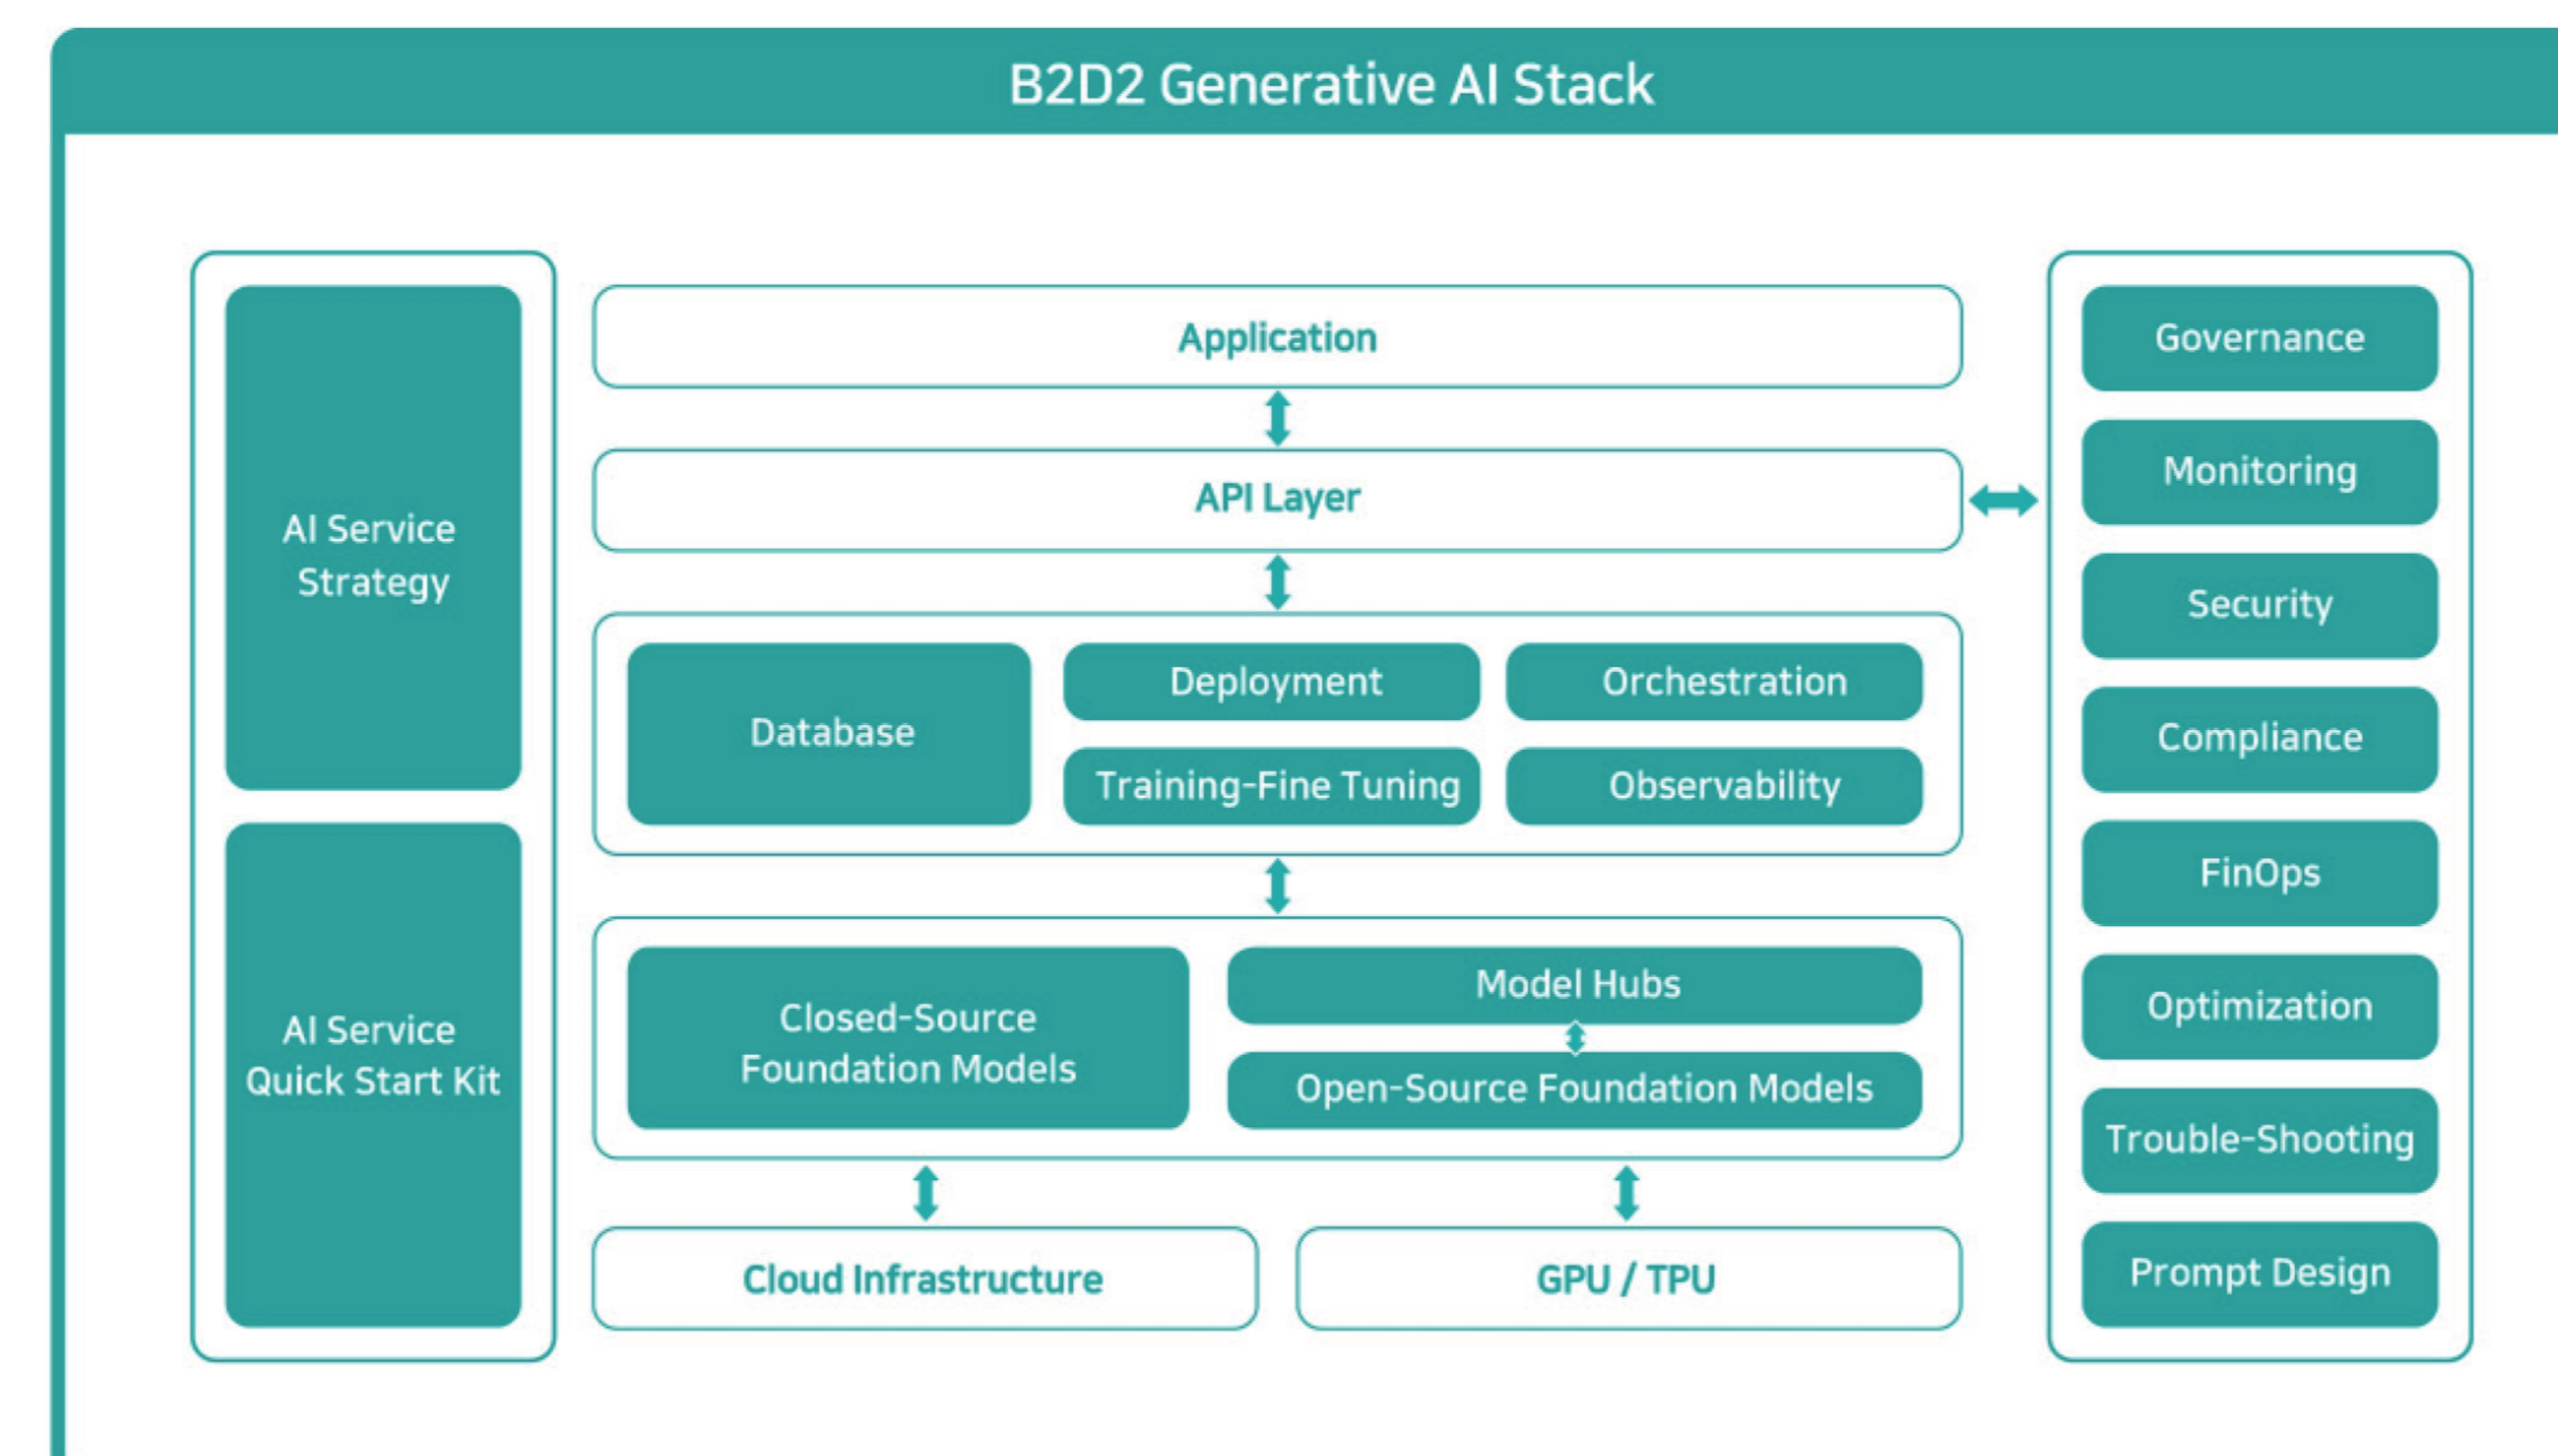 B2D2 Generative AI Stack
AI Service
Strategy
AI Service
Quick Start Kit
Application
API Layer
Database
Deployment
Orchestration
Training-Fine Tuning
Observability
Closed-Source
Foundation Models
Model Hubs
Open-Source Foundation Models
Cloud Infrastructure
GPU / TPU
Governance
Monitoring
Security
Compliance
FinOps
Optimization
Trouble-Shooting
Prompt Design